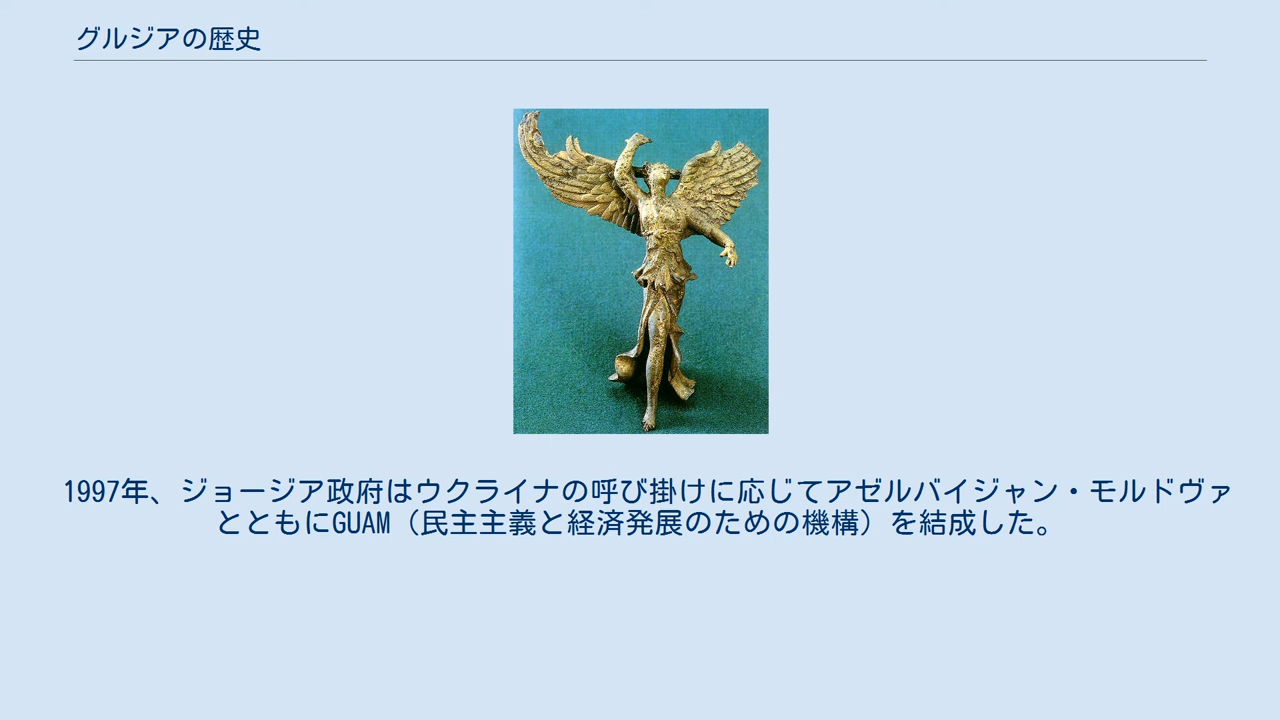 グルジアの歴史
1997年、ジョージア政府はウクライナの呼び掛けに応じてアゼルバイジャン・モルドヴァ
とともにGUAM（民主主義と経済発展のための機構）を結成した。